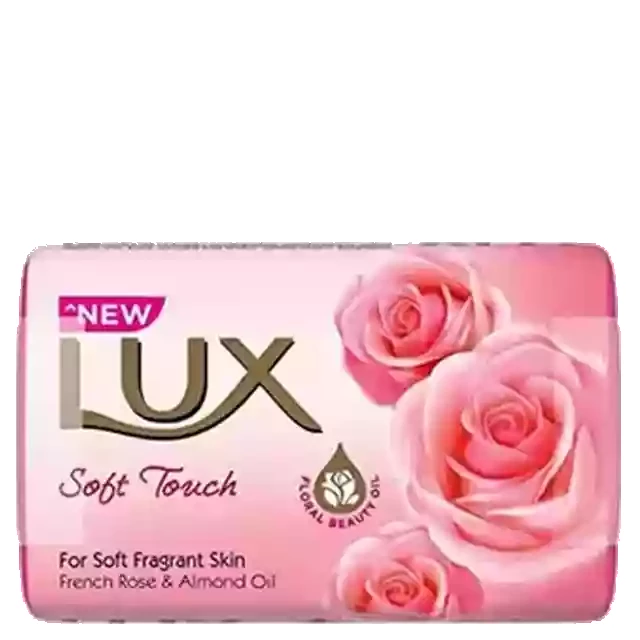 ^NEW
LUX
Soft Touch
FLORAL BEAUTY OIL
For Soft Fragrant Skin
French Rose & Almond Oil